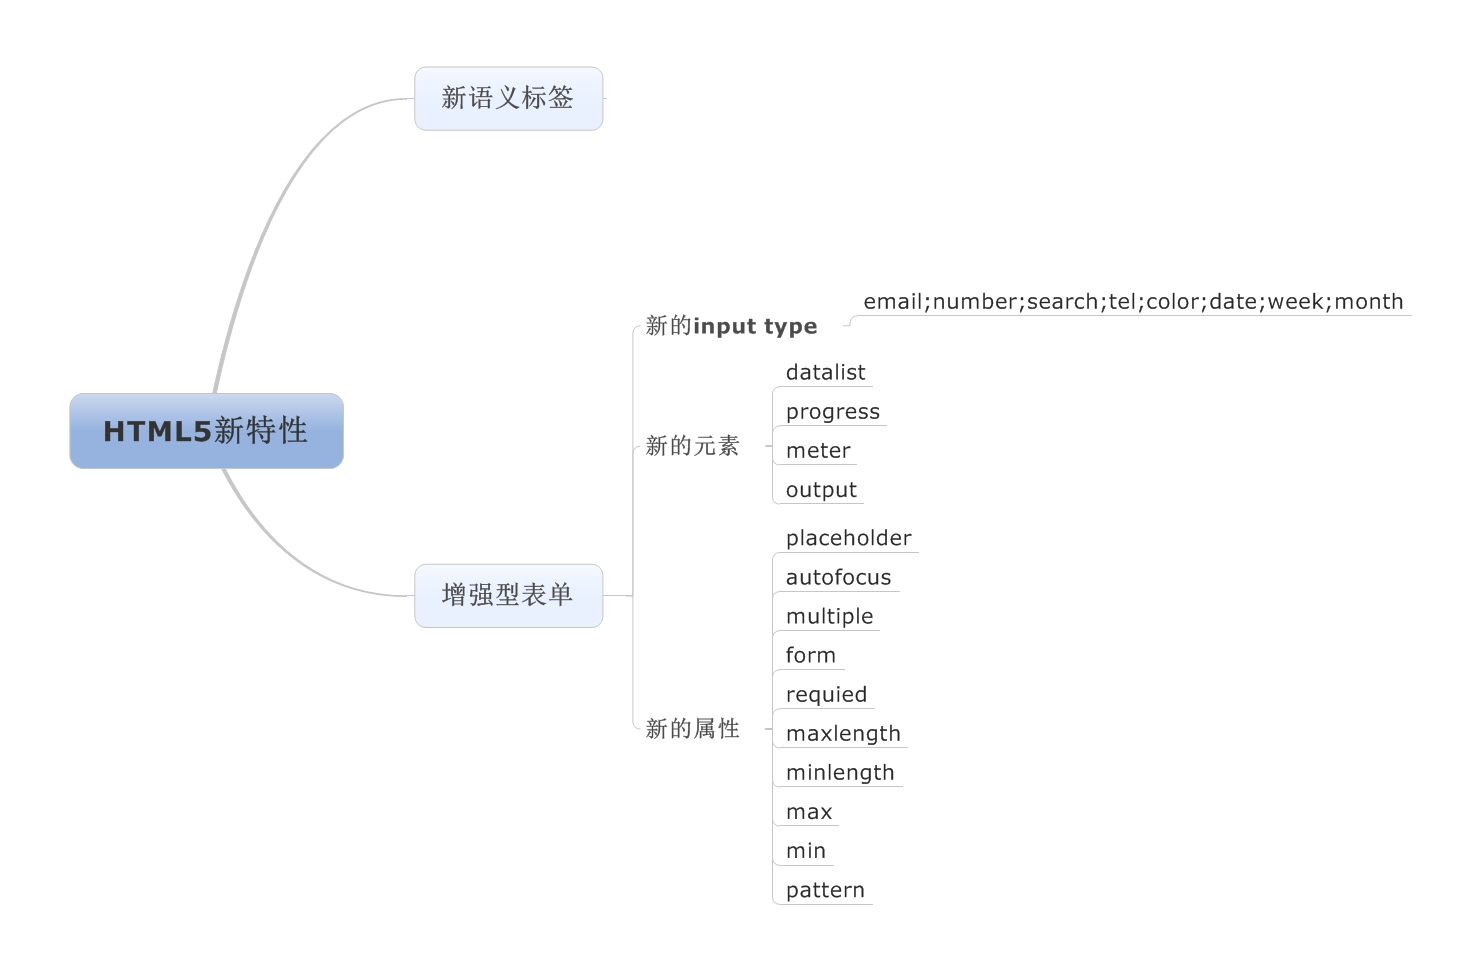 新语义标签
email;number;search;tel;color;date;week;month
新的input type
datalist
progress
新的元素
meter
output
HTML5新特性
placeholder
autofocus
增强型表单
multiple
form
requied
新的属性
maxlength
minlength
max
min
pattern